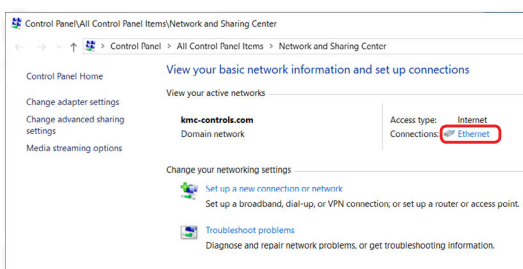 Control Panel\All Control Panel Items\Network and Sharing Center
Control Panel > All Control Panel Items > Network and Sharing Center
Control Panel Home
Change adapter settings
Change advanced sharing
settings
Media streaming options
View your basic network information and set up connections
View your active networks
kmc-controls.com
Domain network
Access type: Internet
Connections: Ethernet
Change your networking settings
Set up a new connection or network
Set up a broadband, dial-up, or VPN connection; or set up a router or access point.
Troubleshoot problems
Diagnose and repair network problems, or get troubleshooting information.